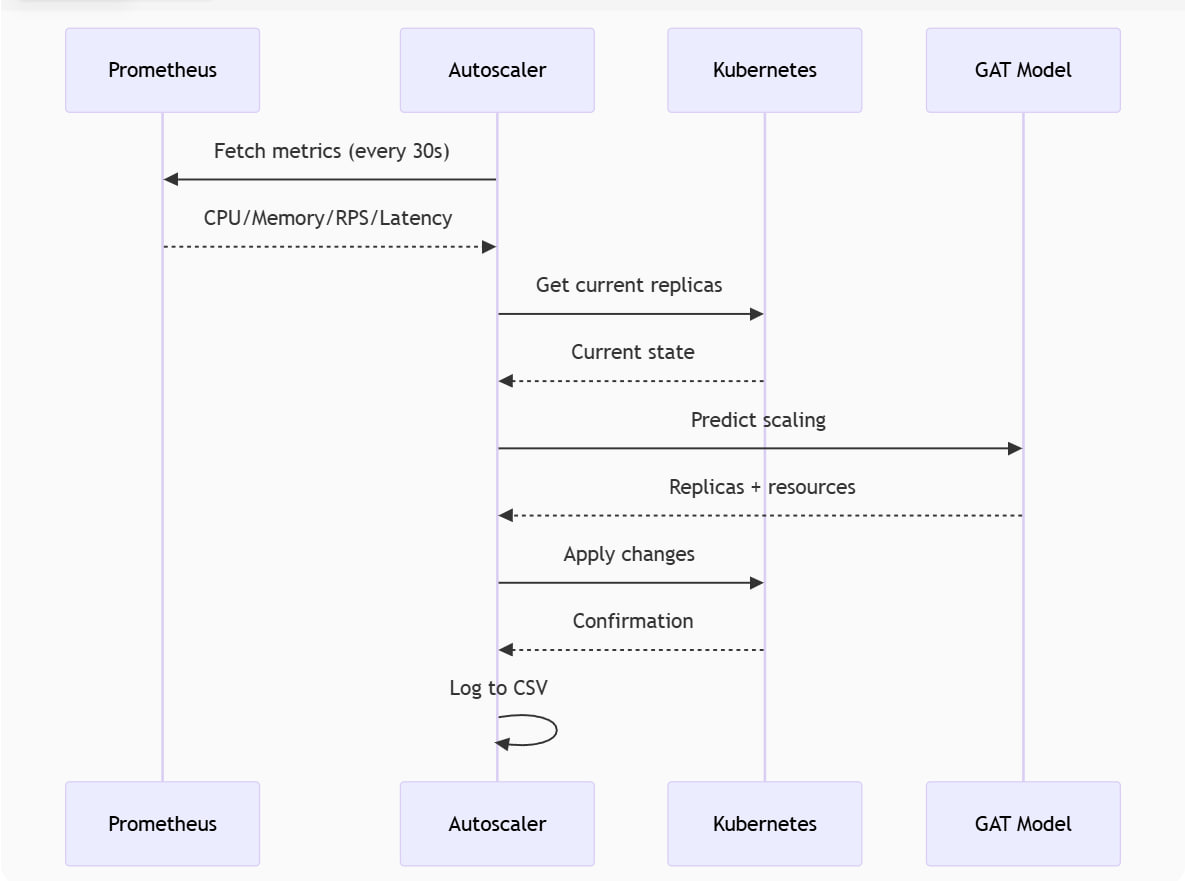 Prometheus
Autoscaler
Kubernetes
GAT Model
Fetch metrics (every 30s)
CPU/Memory/RPS/Latency
Get current replicas
Current state
Predict scaling
Replicas + resources
Apply changes
Confirmation
Log to CSV
Prometheus
Autoscaler
Kubernetes
GAT Model